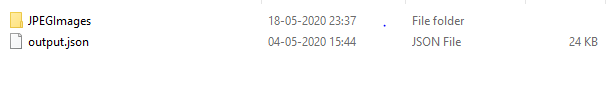 JPEGImages 18-05-2020 23:37 File folder
output.json 04-05-2020 15:44 JSON File 24 KB